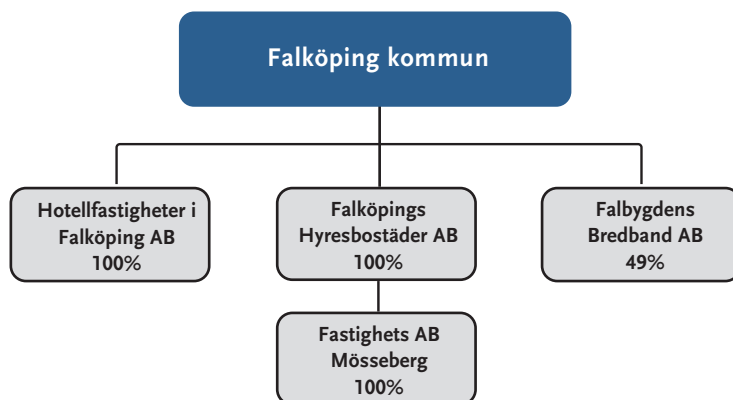 Falköping kommun
Hotellfastigheter i
Falköping AB
100%
Falköpings
Hyresbostäder AB
100%
Falbygdens
Bredband AB
49%
Fastighets AB
Mösseberg
100%